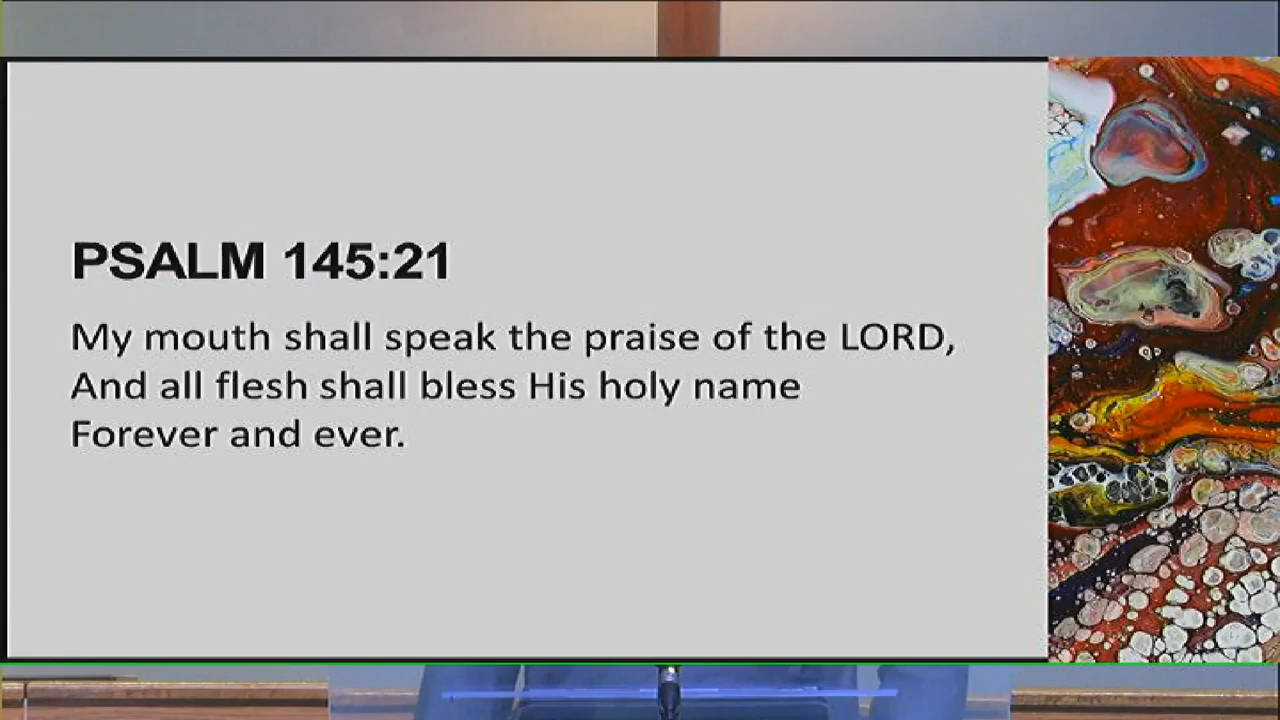 PSALM 145:21
My mouth shall speak the praise of the LORD,
And all flesh shall bless His holy name
Forever and ever.